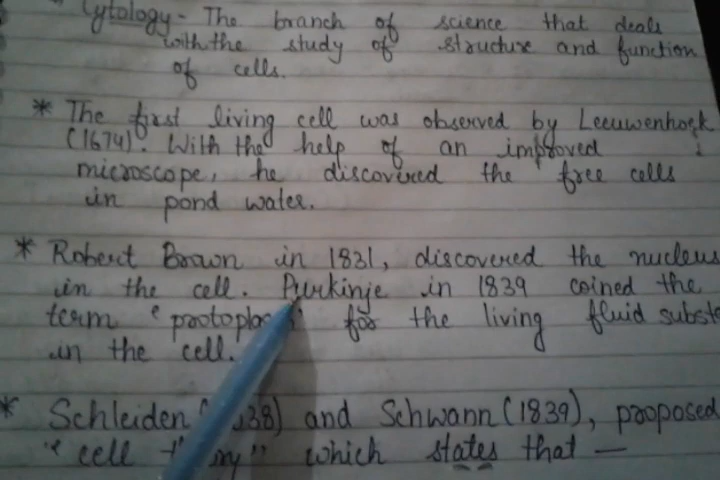 Cytology - The branch of science that deals
with the study of structure and function
of cells.
* The first living cell was observed by Leeuwenhoek
(1674). With the help of an improved
microscope, he discovered the free cells
in pond water.
* Robert Brown in 1831, discovered the nucleus
in the cell. Purkinje in 1839 coined the
term " for the living fluid
in the cell.
* Schleiden and Schwann (1839), proposed
"cell which states that —